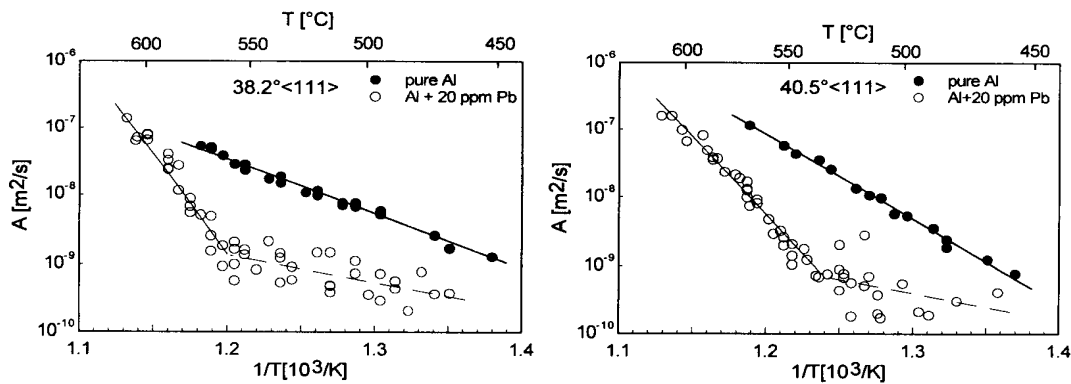 T [°C]
600 550 500 450
10⁻⁶
38.2°<111>
pure Al
Al + 20 ppm Pb
10⁻⁷
A [m²/s]
10⁻⁸
10⁻⁹
10⁻¹⁰
1.1 1.2 1.3 1.4
1/T[10³/K]
T [°C]
600 550 500 450
10⁻⁶
40.5°<111>
pure Al
Al+20 ppm Pb
10⁻⁷
A [m²/s]
10⁻⁸
10⁻⁹
10⁻¹⁰
1.1 1.2 1.3 1.4
1/T[10³/K]